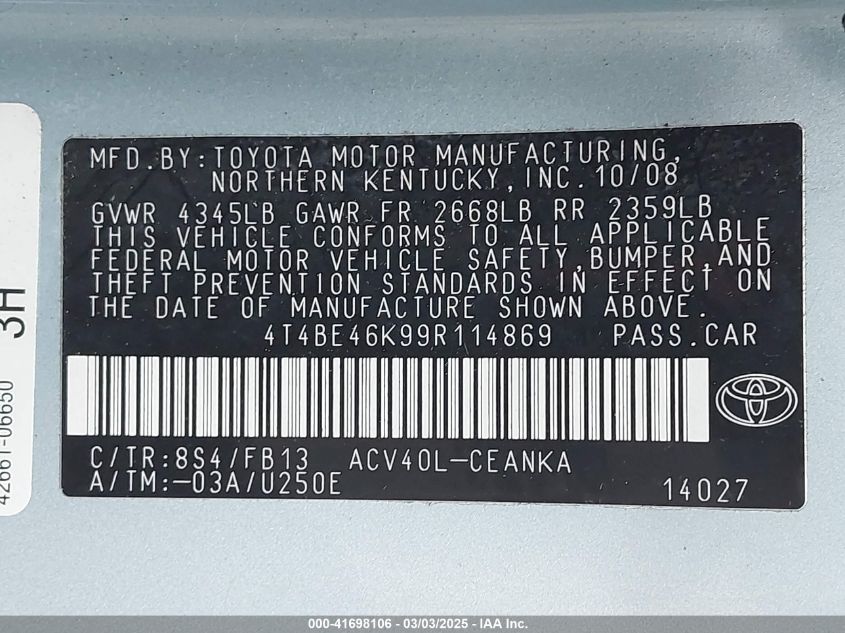 MFD.BY:TOYOTA MOTOR MANUFACTURING,
NORTHERN KENTUCKY,INC.10/08
GVWR 4345LB GAWR FR 2668LB RR 2359LB
THIS VEHICLE CONFORMS TO ALL APPLICABLE
FEDERAL MOTOR VEHICLE SAFETY,BUMPER,AND
THEFT PREVENTION STANDARDS IN EFFECT ON
THE DATE OF MANUFACTURE SHOWN ABOVE.
4T4BE46K99R114869 PASS.CAR
C/TR:8S4/FB13 ACV40L-CEANKA
A/TM:-03A/U250E 14027
42661-06650
3H
000-41698106 - 03/03/2025 - IAA Inc.